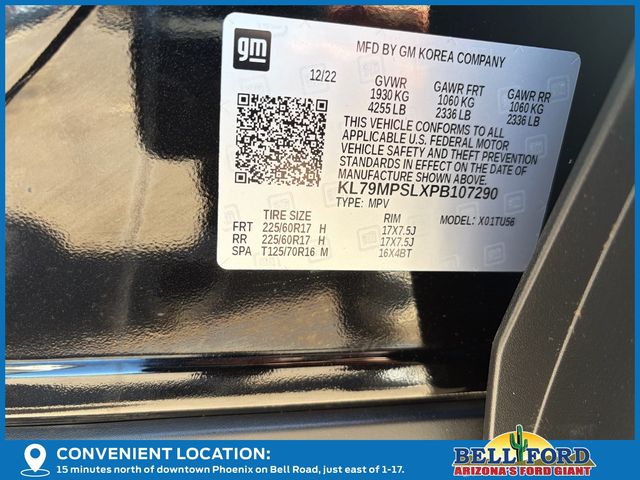 gm
MFD BY GM KOREA COMPANY
12/22
GVWR GAWR FRT GAWR RR
1930 KG 1060 KG 1060 KG
4255 LB 2336 LB 2336 LB
THIS VEHICLE CONFORMS TO ALL
APPLICABLE U.S. FEDERAL MOTOR
VEHICLE SAFETY AND THEFT PREVENTION
STANDARDS IN EFFECT ON THE DATE OF
MANUFACTURE SHOWN ABOVE.
KL79MPSLXPB107290
TYPE: MPV MODEL: X01TU56
TIRE SIZE RIM
FRT 225/60R17 H 17X7.5J
RR 225/60R17 H 17X7.5J
SPA T125/70R16 M 16X4BT
CONVENIENT LOCATION:
15 minutes north of downtown Phoenix on Bell Road, just east of 1-17.
BELL FORD
ARIZONA'S FORD GIANT